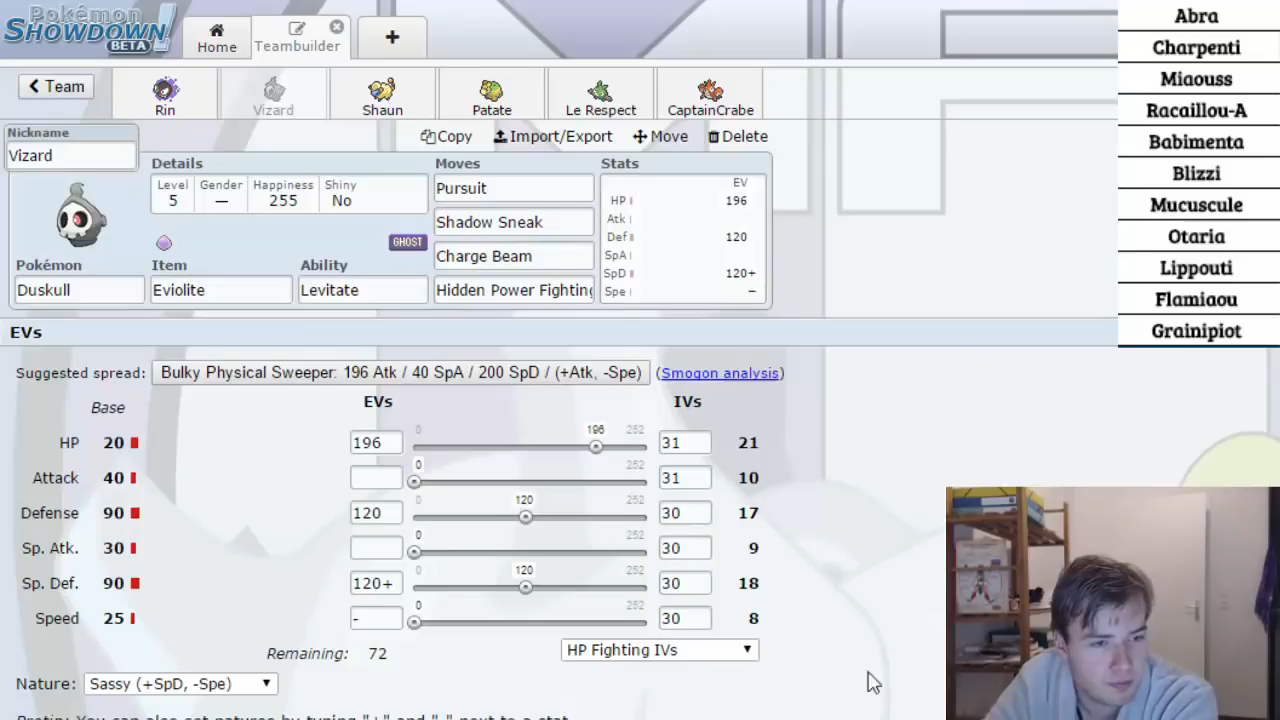 Pokémon
Showdown!
BETA
Home
Teambuilder
+
Abra
Charpenti
Miaouss
Racaillou-A
Babimenta
Blizzi
Mucuscule
Otaria
Lippouti
Flamiaou
Grainipiot
Team
Rin
Vizard
Shaun
Patate
Le Respect
CaptainCrabe
Nickname
Vizard
Copy Import/Export Move Delete
Details
Moves
Stats
Level Gender Happiness Shiny
5 — 255 No
Pursuit
Shadow Sneak
Charge Beam
Hidden Power Fighting
EV
HP 196
Atk
Def 120
SpA
SpD 120+
Spe –
GHOST
Pokémon Item Ability
Duskull Eviolite Levitate
EVs
Suggested spread: Bulky Physical Sweeper: 196 Atk / 40 SpA / 200 SpD / (+Atk, -Spe) (Smogon analysis)
Base EVs IVs
HP 20 196 0 196 252 31 21
Attack 40 0 252 31 10
Defense 90 120 0 120 252 30 17
Sp. Atk. 30 0 252 30 9
Sp. Def. 90 120+ 0 120 252 30 18
Speed 25 - 0 252 30 8
Remaining: 72 HP Fighting IVs
Nature: Sassy (+SpD, -Spe)